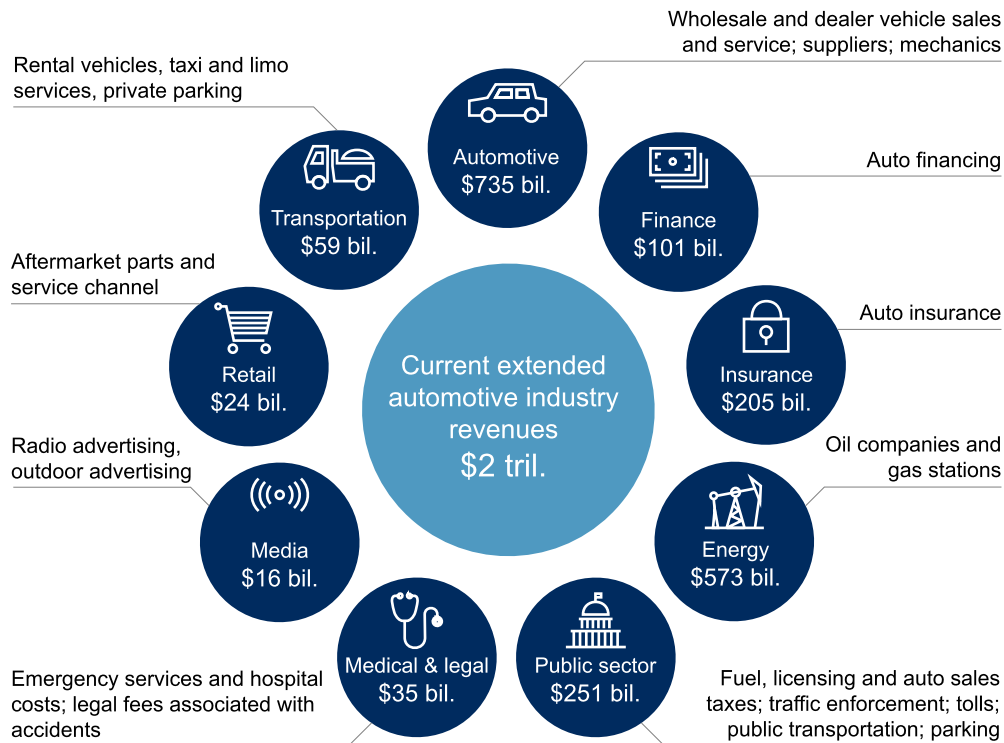 Wholesale and dealer vehicle sales
and service; suppliers; mechanics
Rental vehicles, taxi and limo
services, private parking
Automotive
$735 bil.
Auto financing
Finance
$101 bil.
Transportation
$59 bil.
Aftermarket parts and
service channel
Auto insurance
Insurance
$205 bil.
Retail
$24 bil.
Current extended
automotive industry
revenues
$2 tril.
Radio advertising,
outdoor advertising
Oil companies and
gas stations
Energy
$573 bil.
Media
$16 bil.
Medical & legal
$35 bil.
Public sector
$251 bil.
Emergency services and hospital
costs; legal fees associated with
accidents
Fuel, licensing and auto sales
taxes; traffic enforcement; tolls;
public transportation; parking